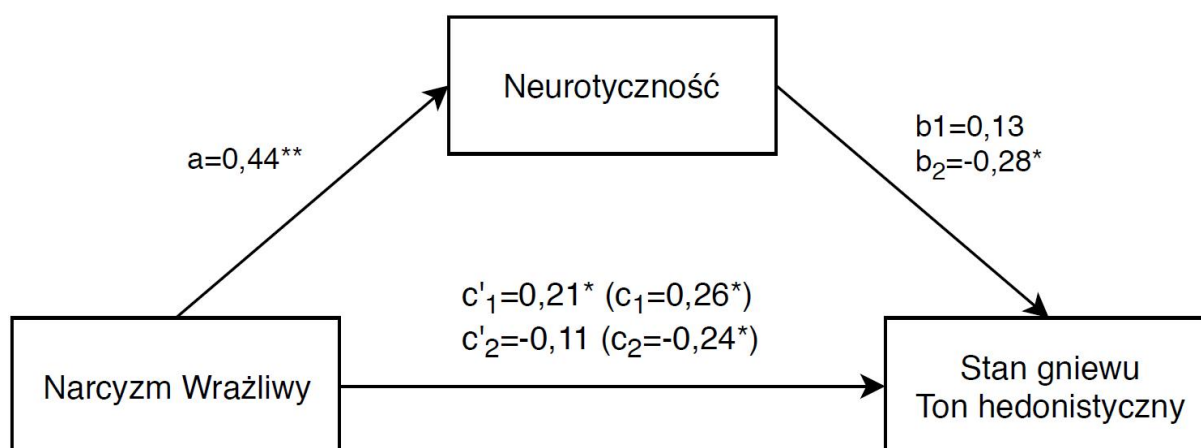 Neurotyczność
a=0,44**
b1=0,13
b₂=-0,28*
c'₁=0,21* (c₁=0,26*)
c'₂=-0,11 (c₂=-0,24*)
Narcyzm Wrażliwy
Stan gniewu
Ton hedonistyczny